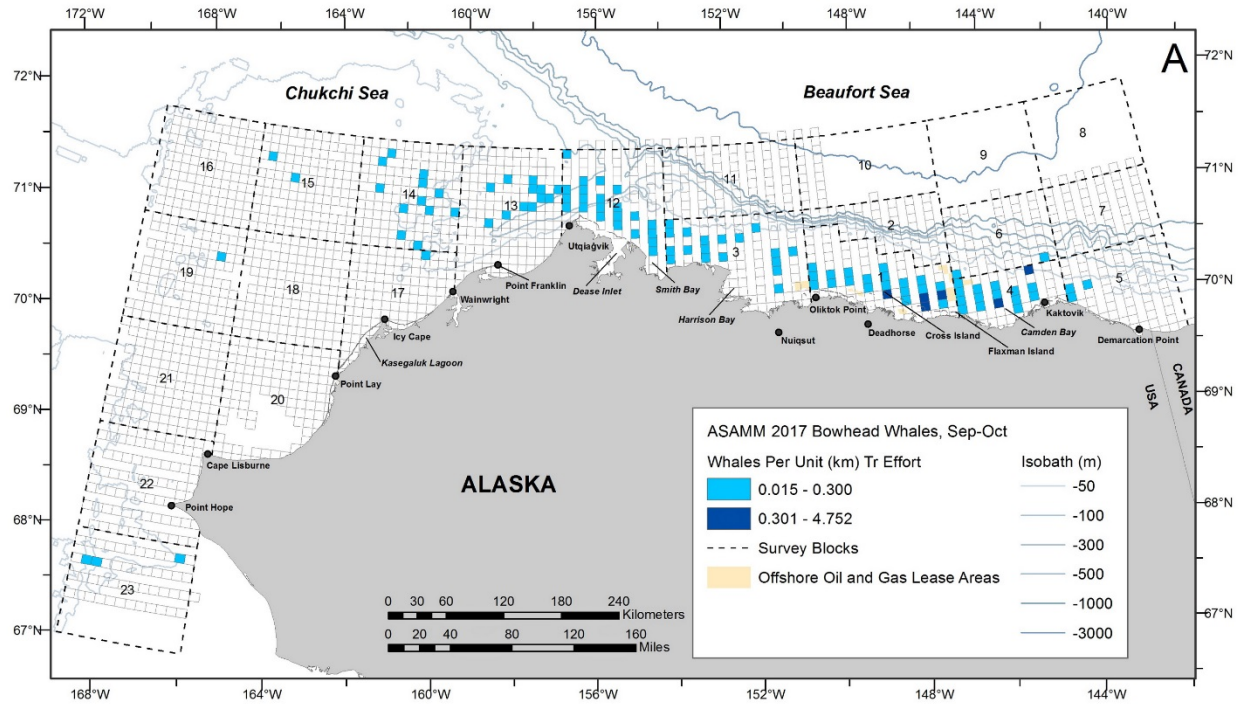 172°W 168°W 164°W 160°W 156°W 152°W 148°W 144°W 140°W
A
72°N
72°N
Chukchi Sea
Beaufort Sea
8
9
16
71°N
15
10
71°N
14
11
13
12
7
2
6
Utqiaġvik
3
19
70°N
18
Point Franklin
Dease Inlet
Smith Bay
1
4
5
70°N
17
Wainwright
Harrison Bay
Oliktok Point
Kaktovik
Icy Cape
Nuiqsut
Deadhorse
Cross Island
Camden Bay
Demarcation Point
Flaxman Island
Kasegaluk Lagoon
21
Point Lay
CANADA
USA
69°N
20
69°N
Cape Lisburne
22
Point Hope
68°N
68°N
23
67°N
67°N
ALASKA
0 30 60 120 180 240
Kilometers
0 20 40 80 120 160
Miles
ASAMM 2017 Bowhead Whales, Sep-Oct
Whales Per Unit (km) Tr Effort
0.015 - 0.300
0.301 - 4.752
Survey Blocks
Offshore Oil and Gas Lease Areas
Isobath (m)
-50
-100
-300
-500
-1000
-3000
168°W 164°W 160°W 156°W 152°W 148°W 144°W